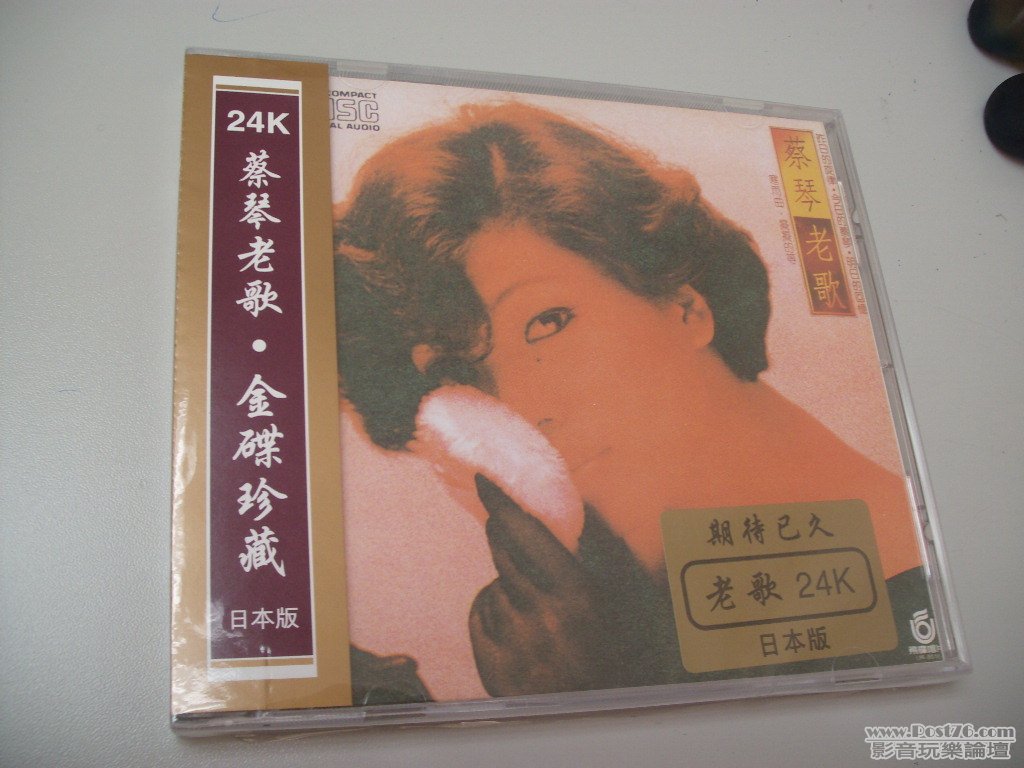 24K
蔡琴老歌・金碟珍藏
日本版
COMPACT
DISC
AL AUDIO
蔡琴老歌
期待已久
老歌 24K
日本版
www.Post76.com
影音玩樂論壇